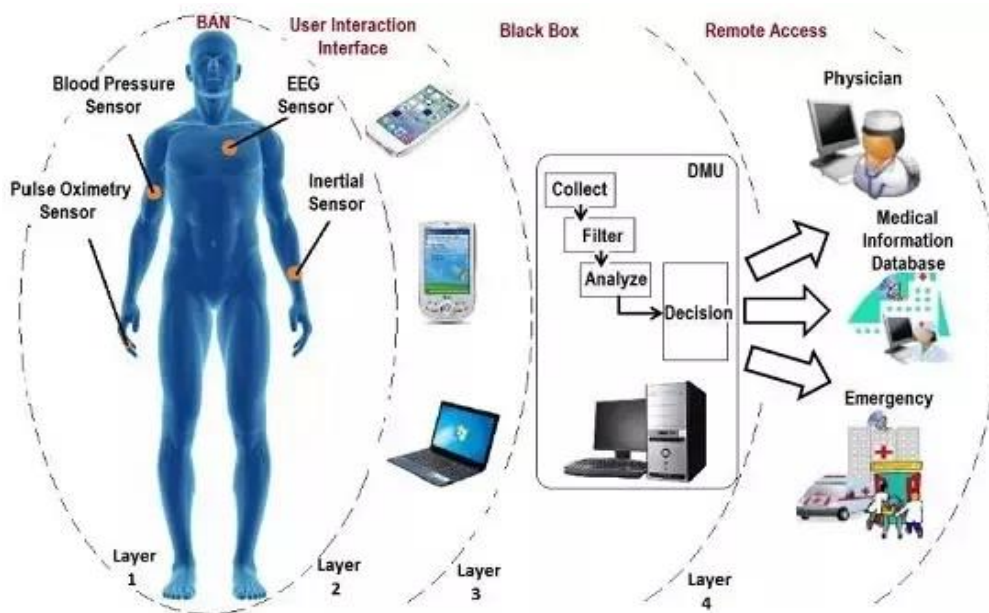 BAN
User Interaction
Interface
Black Box
Remote Access
Blood Pressure
Sensor
EEG
Sensor
Pulse Oximetry
Sensor
Inertial
Sensor
DMU
Collect
Filter
Analyze
Decision
Physician
Medical
Information
Database
Emergency
Layer
1
Layer
2
Layer
3
Layer
4